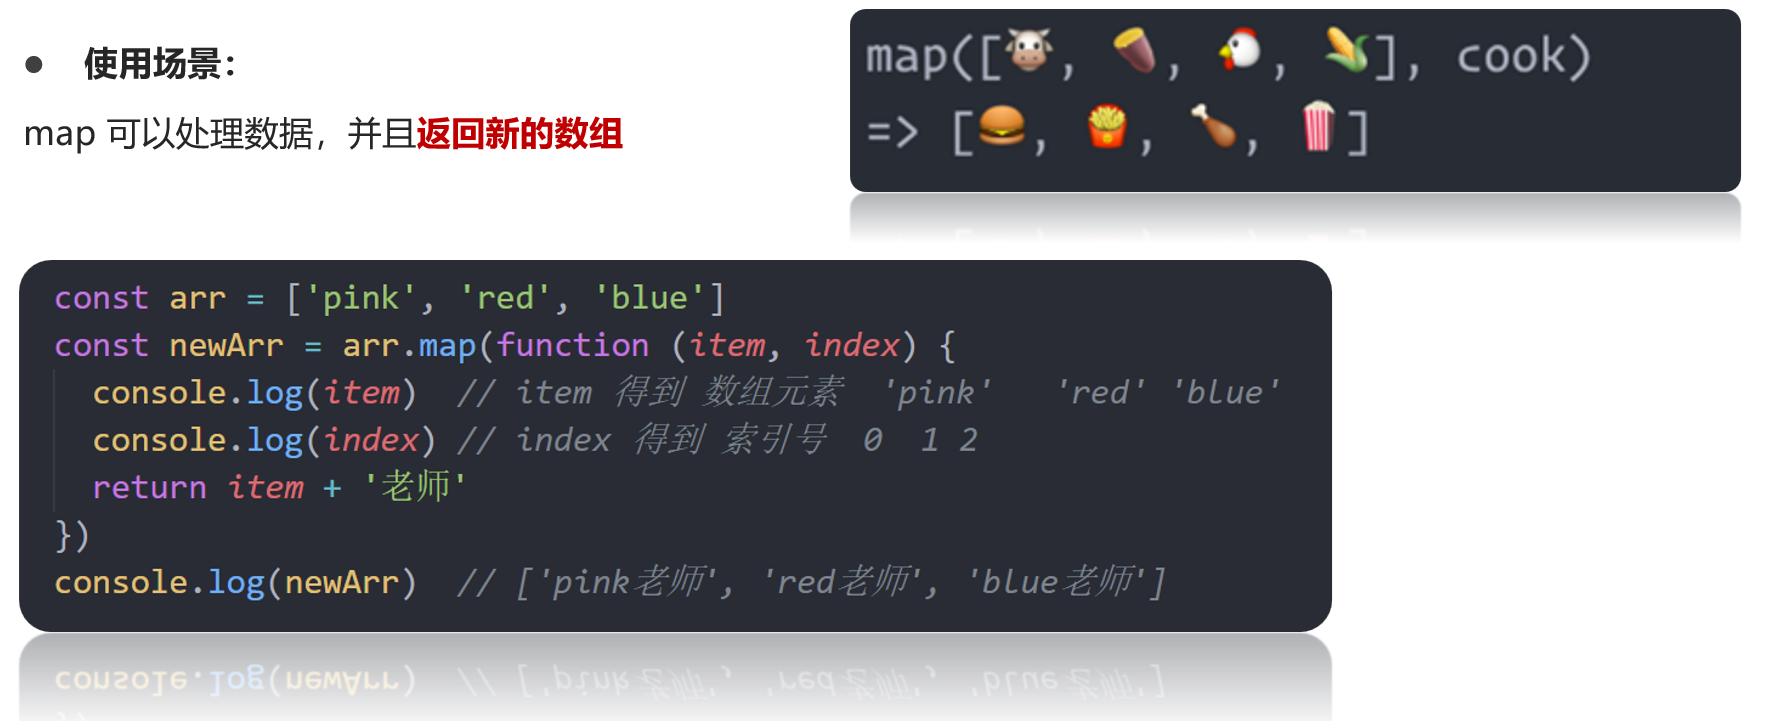 ● 使用场景：
map 可以处理数据，并且返回新的数组
map([🐮, 🍠, 🐔, 🌽], cook)
=> [🍔, 🍟, 🍗, 🍿]
const arr = ['pink', 'red', 'blue']
const newArr = arr.map(function (item, index) {
  console.log(item)  // item 得到 数组元素  'pink'   'red' 'blue'
  console.log(index) // index 得到 索引号  0  1 2
  return item + '老师'
})
console.log(newArr)  // ['pink老师', 'red老师', 'blue老师']